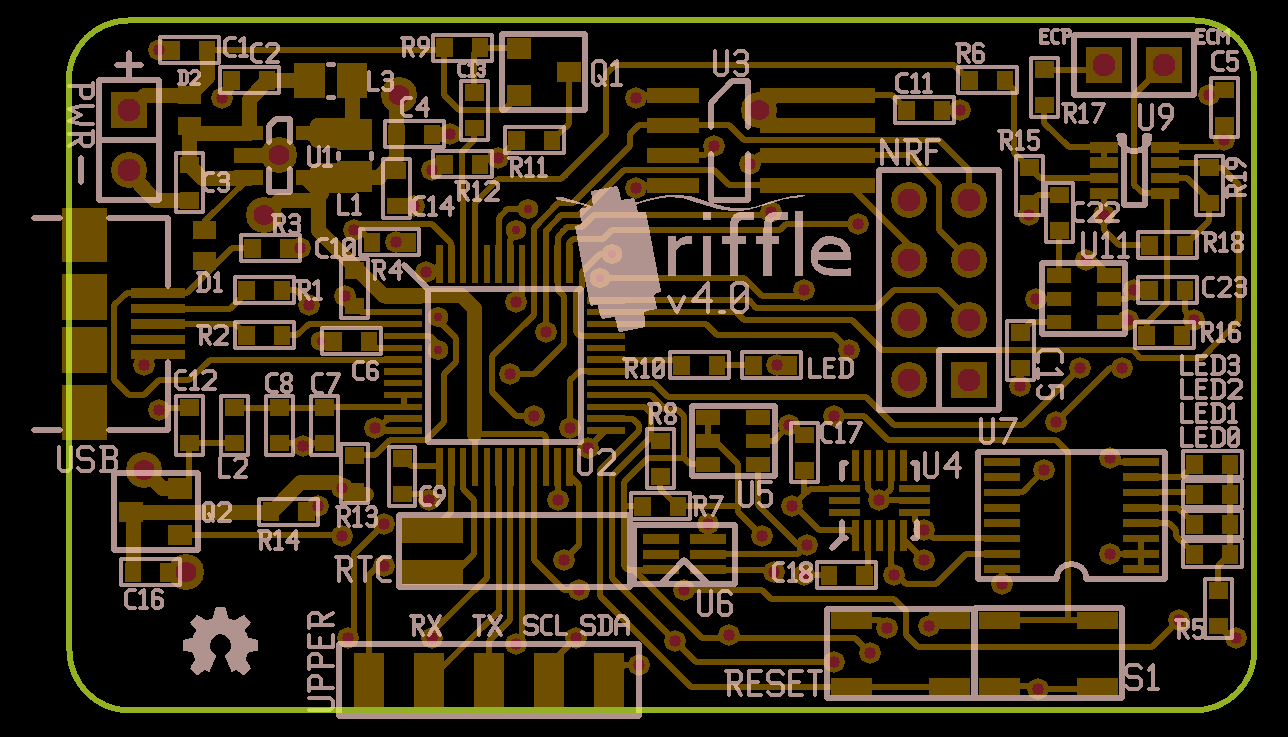 C1
C2
D2
L3
R9
C13
Q1
U3
C11
R6
ECP
ECM
C5
PWR
+
-
C4
U1
R11
R12
R17
R15
U9
R19
C3
L1
C14
NRF
C22
R3
C10
R4
riffle
v4.0
U11
R18
D1
R1
C23
R2
C6
R10
LED
C15
R16
LED3
LED2
LED1
LED0
C12
C8
C7
L2
R8
C17
U7
USB
U2
U4
C9
U5
R7
Q2
R13
R14
RTC
C18
U6
C16
R5
UPPER
RX
TX
SCL
SDA
RESET
S1